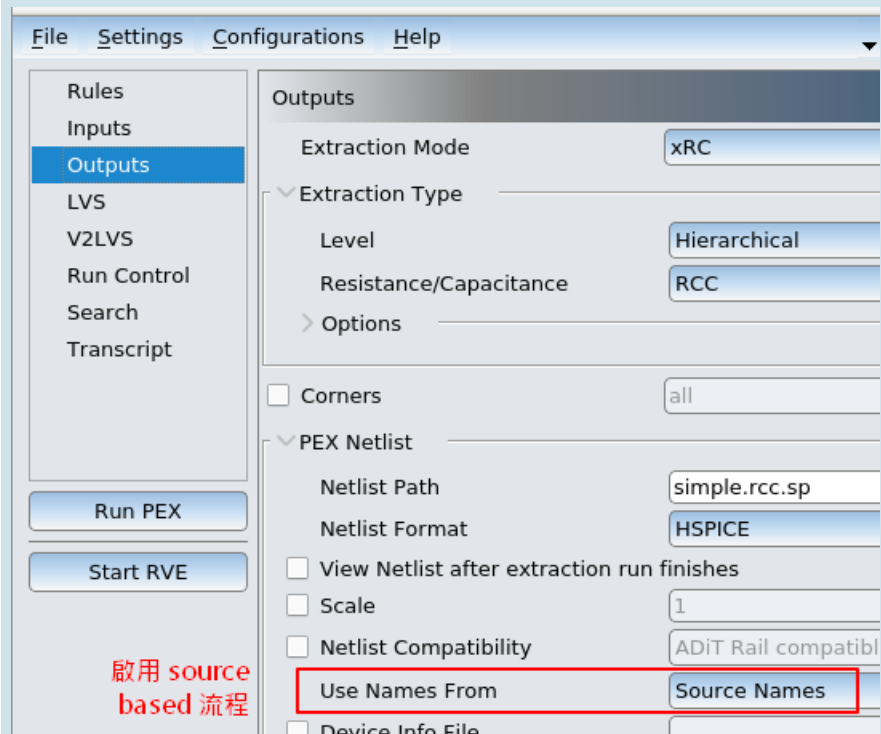 File Settings Configurations Help
Rules
Inputs
Outputs
LVS
V2LVS
Run Control
Search
Transcript
Run PEX
Start RVE
啟用 source
based 流程
Outputs
Extraction Mode xRC
Extraction Type
Level Hierarchical
Resistance/Capacitance RCC
Options
Corners all
PEX Netlist
Netlist Path simple.rcc.sp
Netlist Format HSPICE
View Netlist after extraction run finishes
Scale 1
Netlist Compatibility ADiT Rail compatibl
Use Names From Source Names
Device Info File